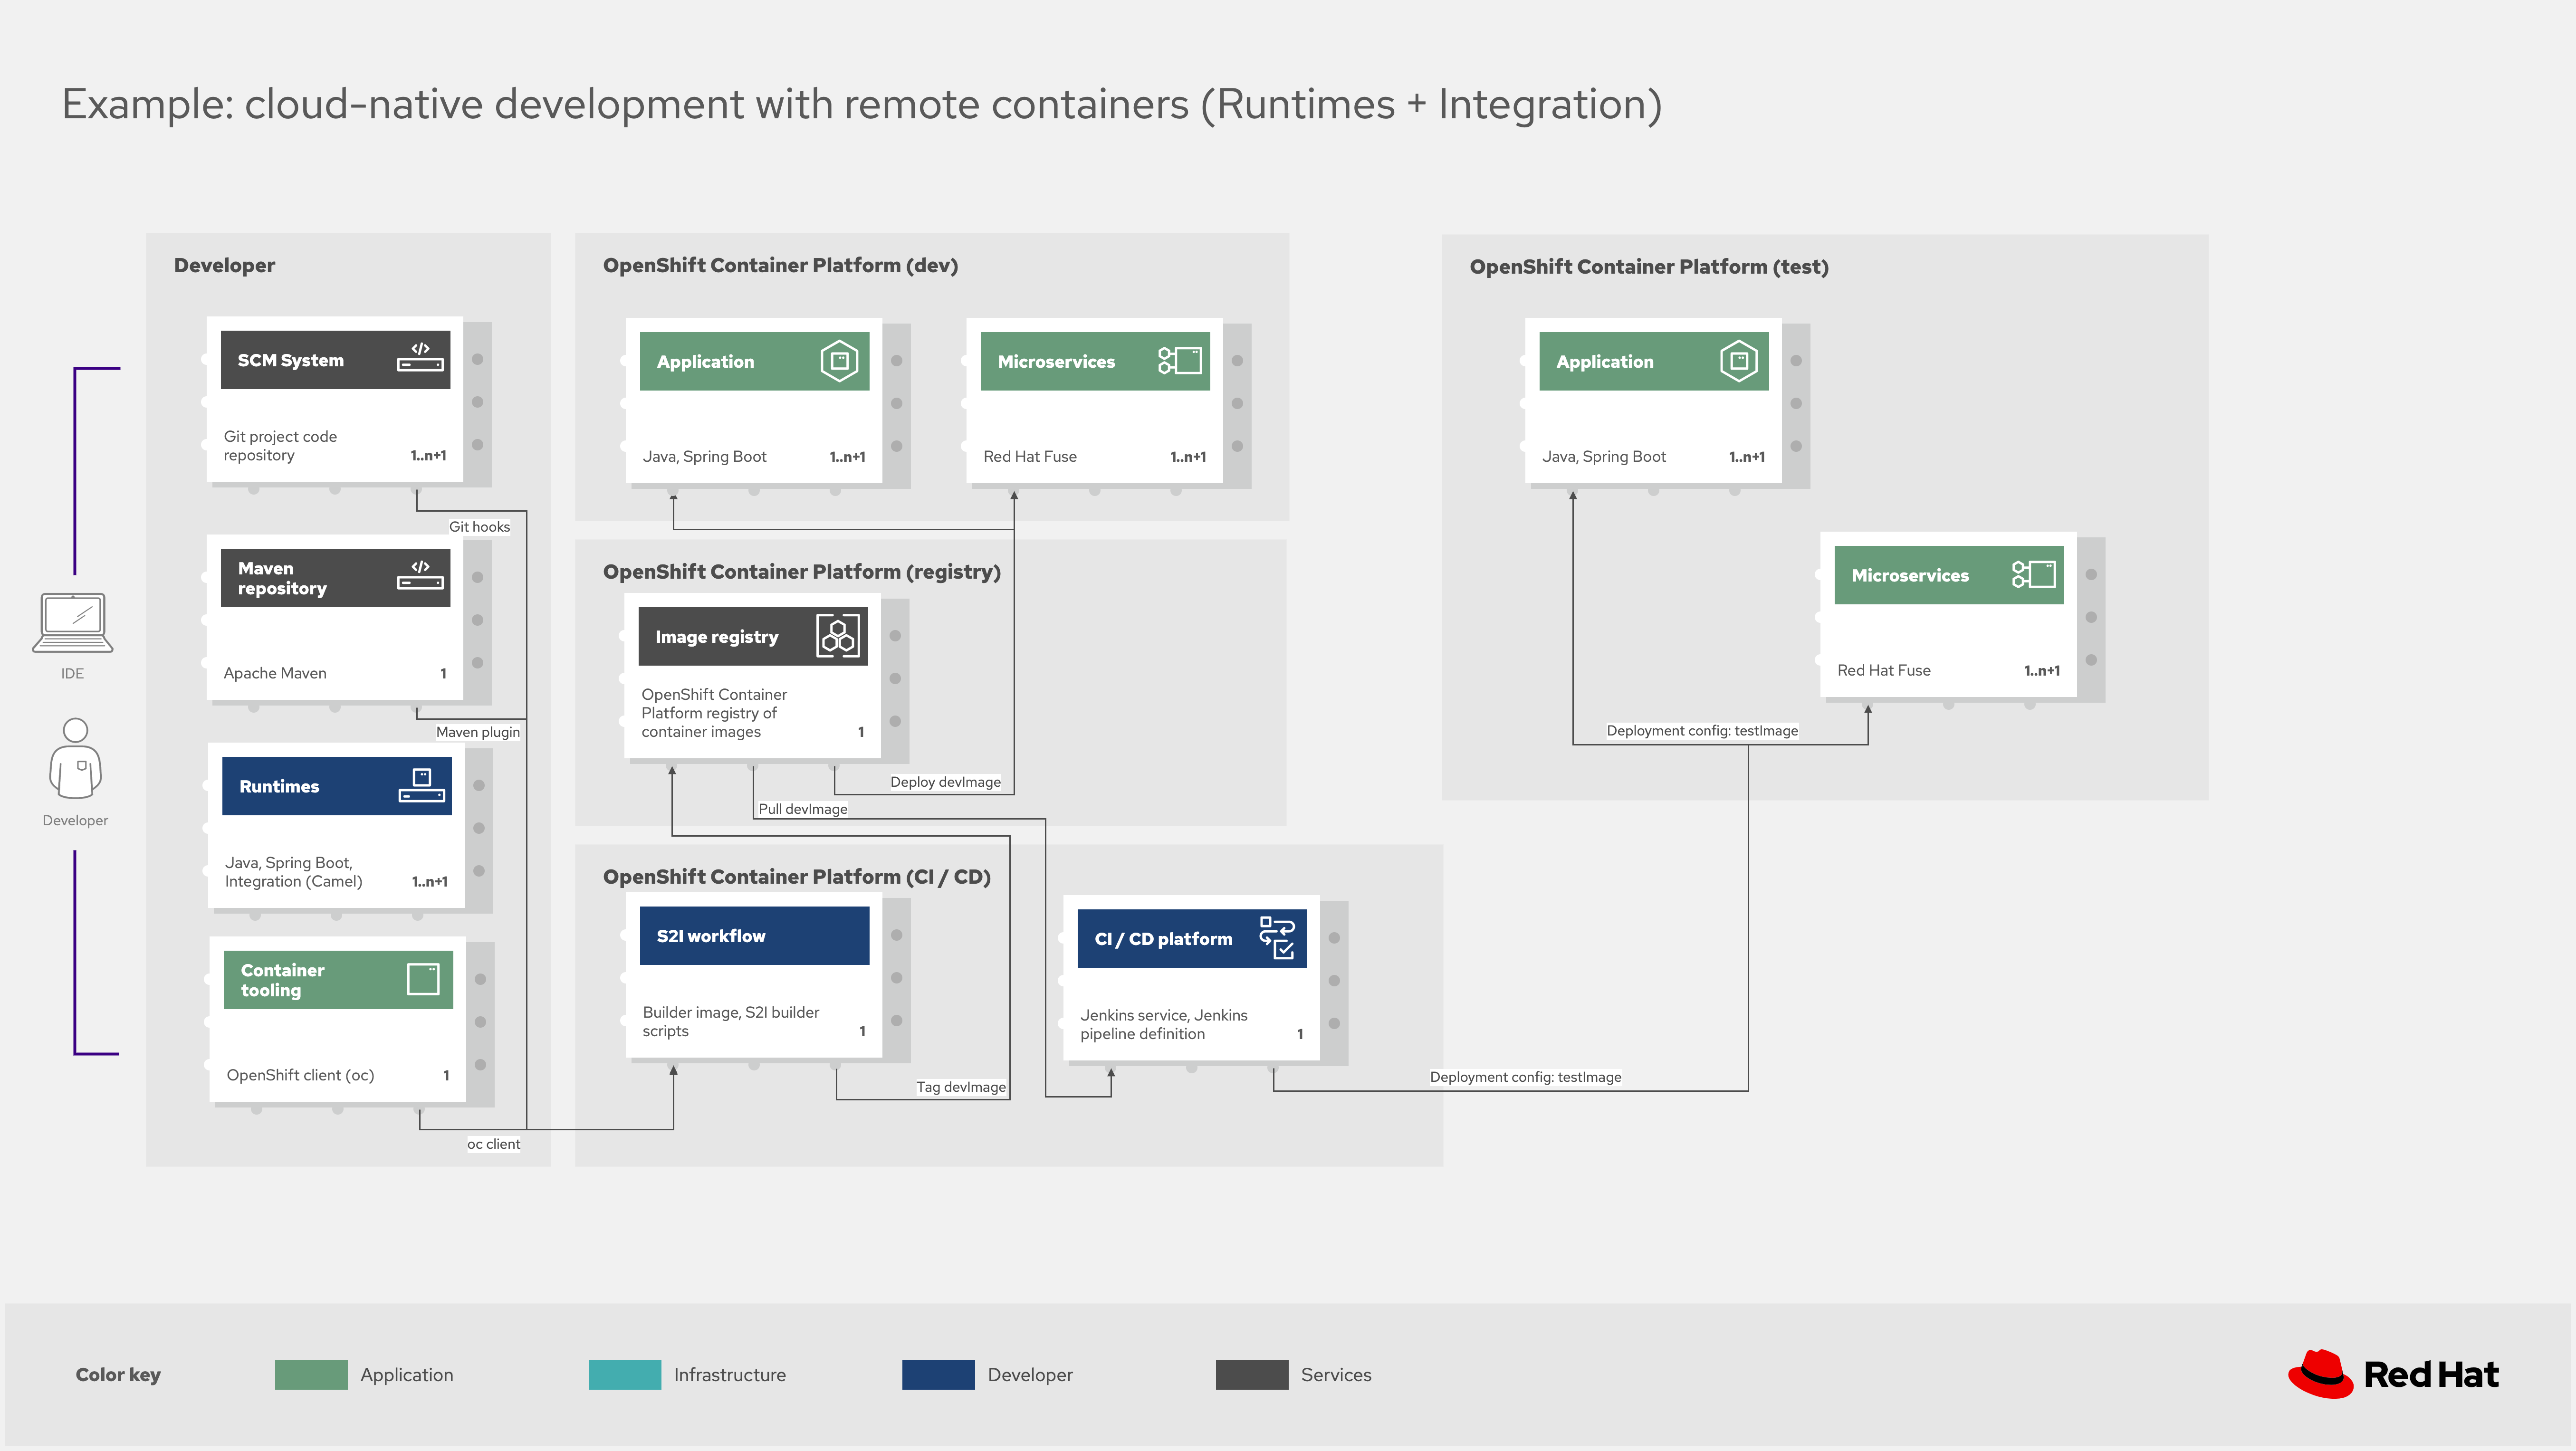 Example: cloud-native development with remote containers (Runtimes + Integration)
IDE
Developer
Developer
SCM System
Git project code
repository
1..n+1
Git hooks
Maven
repository
Apache Maven
1
Maven plugin
Runtimes
Java, Spring Boot,
Integration (Camel)
1..n+1
Container
tooling
OpenShift client (oc)
1
oc client
OpenShift Container Platform (dev)
Application
Java, Spring Boot
1..n+1
Microservices
Red Hat Fuse
1..n+1
OpenShift Container Platform (registry)
Image registry
OpenShift Container
Platform registry of
container images
1
Deploy devImage
Pull devImage
OpenShift Container Platform (CI / CD)
S2I workflow
Builder image, S2I builder
scripts
1
Tag devImage
CI / CD platform
Jenkins service, Jenkins
pipeline definition
1
Deployment config: testImage
OpenShift Container Platform (test)
Application
Java, Spring Boot
1..n+1
Microservices
Red Hat Fuse
1..n+1
Deployment config: testImage
Color key
Application
Infrastructure
Developer
Services
Red Hat